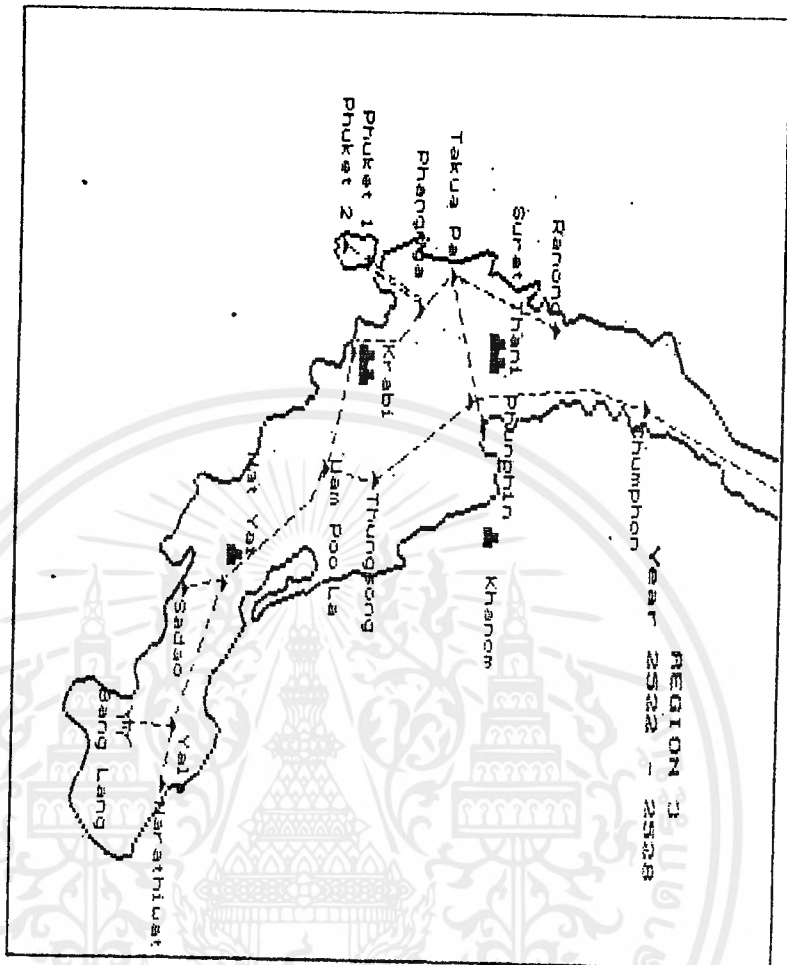 REGION 3
Year 2522 - 2528
Chumphon
Ranong
Surat Thani
Phunphin
Khanom
Takua Pa
Phangnga
Phuket 1
Phuket 2
Krabi
Thungsong
Lam Poo La
Hat Yai
Sadao
Yala
Narathiwat
Bang Lang